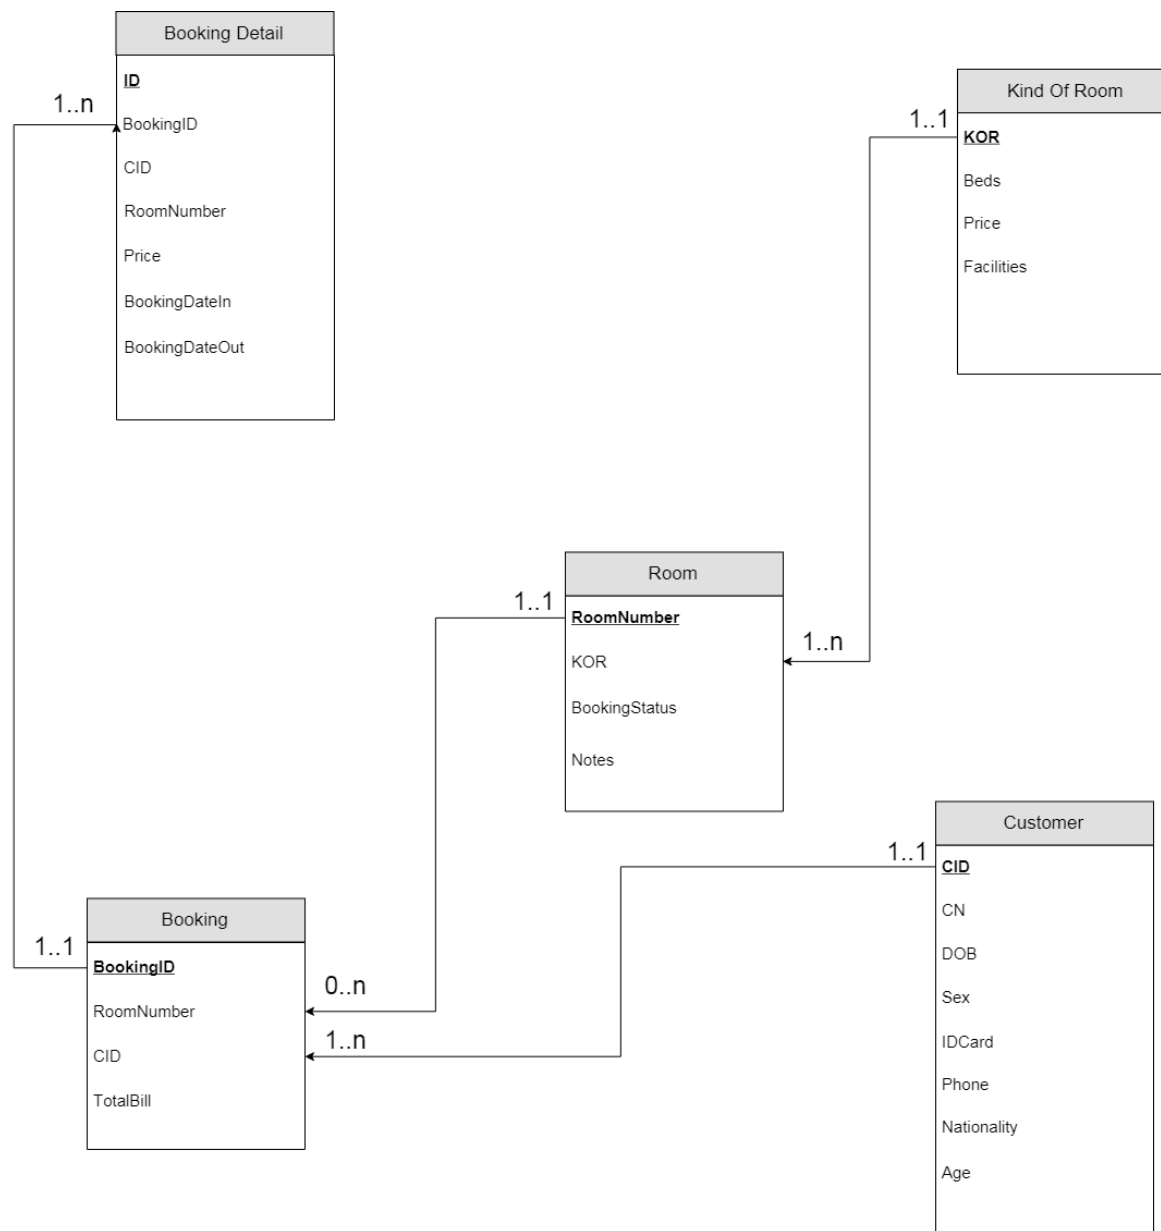 Booking Detail
ID
1..n
BookingID
CID
RoomNumber
Price
BookingDateIn
BookingDateOut
Kind Of Room
1..1
KOR
Beds
Price
Facilities
Room
1..1
RoomNumber
KOR
1..n
BookingStatus
Notes
Customer
1..1
CID
CN
DOB
Sex
IDCard
Phone
Nationality
Age
Booking
1..1
BookingID
0..n
RoomNumber
1..n
CID
TotalBill